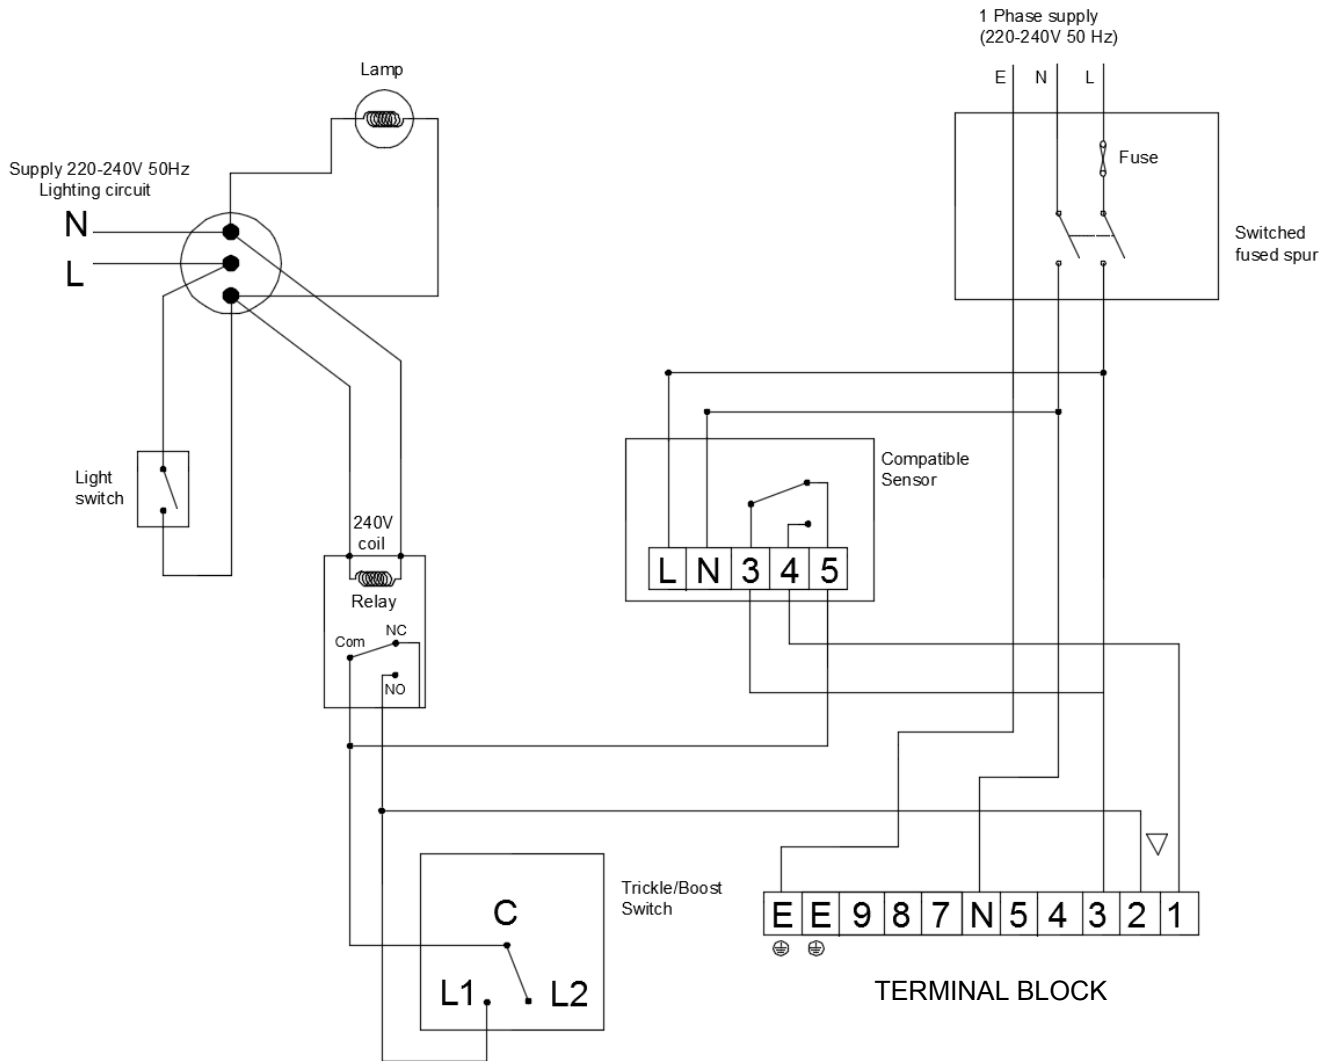 1 Phase supply
(220-240V 50 Hz)
E N L
Lamp
Fuse
Supply 220-240V 50Hz
Lighting circuit
N
L
Switched
fused spur
Compatible
Sensor
Light
switch
L N 3 4 5
240V
coil
Relay
Com NC
NO
Trickle/Boost
Switch
C
L1 L2
E E 9 8 7 N 5 4 3 2 1
TERMINAL BLOCK